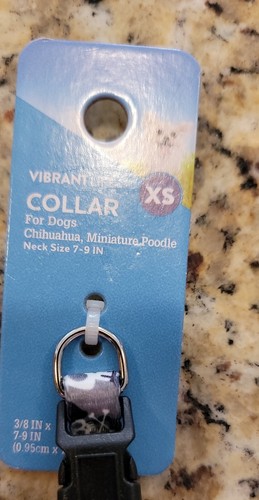 VIBRANT
COLLAR
XS
For Dogs
Chihuahua, Miniature Poodle
Neck Size 7-9 IN
3/8 IN x
7-9 IN
(0.95cm x